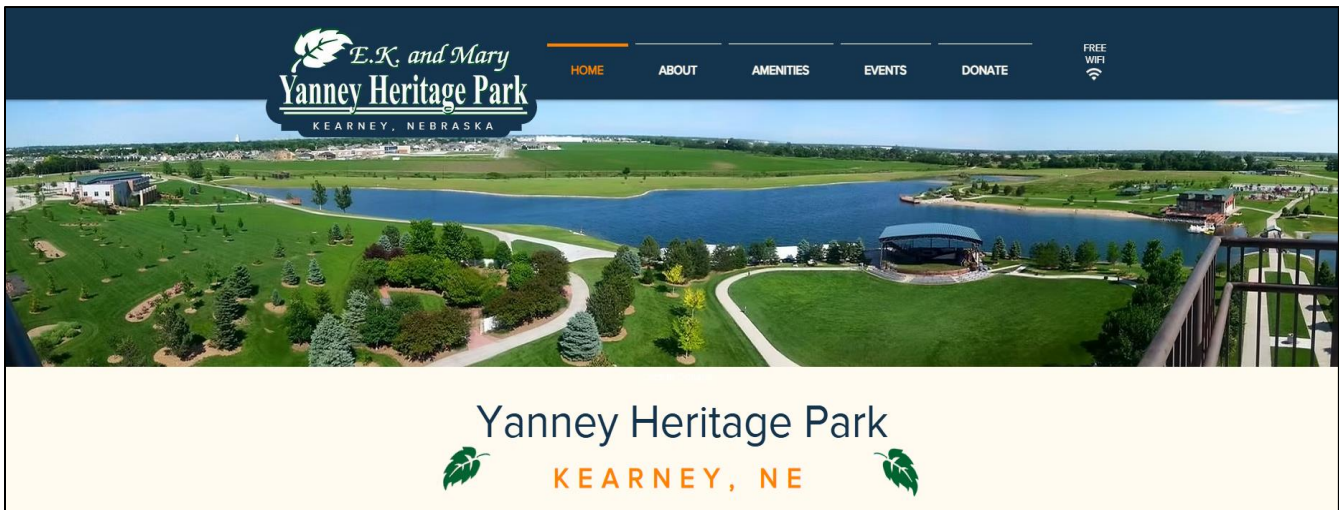 E.K. and Mary
Yanney Heritage Park
KEARNEY, NEBRASKA
HOME ABOUT AMENITIES EVENTS DONATE
FREE
WIFI
Yanney Heritage Park
KEARNEY, NE